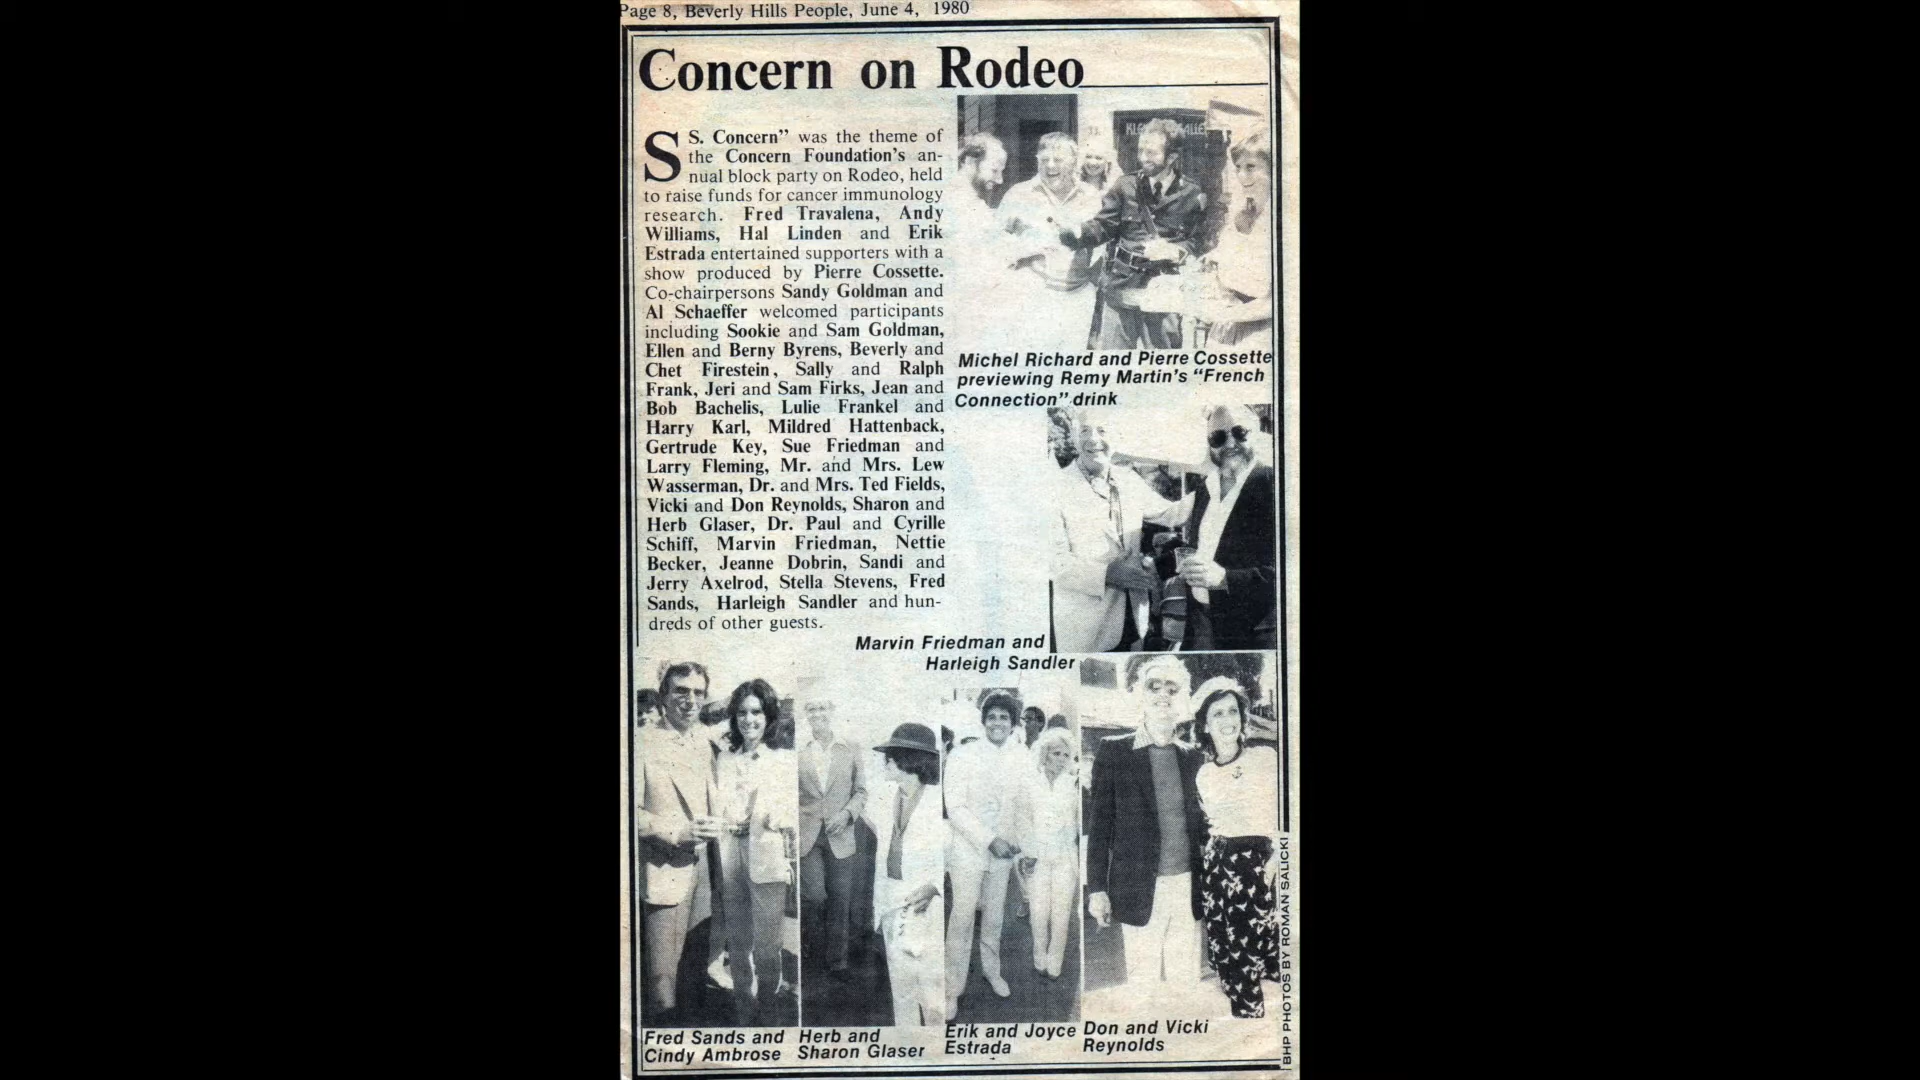 Page 8, Beverly Hills People, June 4, 1980
Concern on Rodeo
S S. Concern" was the theme of
the Concern Foundation's an-
nual block party on Rodeo, held
to raise funds for cancer immunology
research. Fred Travalena, Andy
Williams, Hal Linden and Erik
Estrada entertained supporters with a
show produced by Pierre Cossette.
Co-chairpersons Sandy Goldman and
Al Schaeffer welcomed participants
including Sookie and Sam Goldman,
Ellen and Berny Byrens, Beverly and
Chet Firestein, Sally and Ralph
Frank, Jeri and Sam Firks, Jean and
Bob Bachelis, Lulie Frankel and
Harry Karl, Mildred Hattenback,
Gertrude Key, Sue Friedman and
Larry Fleming, Mr. and Mrs. Lew
Wasserman, Dr. and Mrs. Ted Fields,
Vicki and Don Reynolds, Sharon and
Herb Glaser, Dr. Paul and Cyrille
Schiff, Marvin Friedman, Nettie
Becker, Jeanne Dobrin, Sandi and
Jerry Axelrod, Stella Stevens, Fred
Sands, Harleigh Sandler and hun-
dreds of other guests.
Michel Richard and Pierre Cossette
previewing Remy Martin's "French
Connection" drink
Marvin Friedman and
Harleigh Sandler
Fred Sands and
Cindy Ambrose
Herb and
Sharon Glaser
Erik and Joyce
Estrada
Don and Vicki
Reynolds
BHP PHOTOS BY ROMAN SALICKI